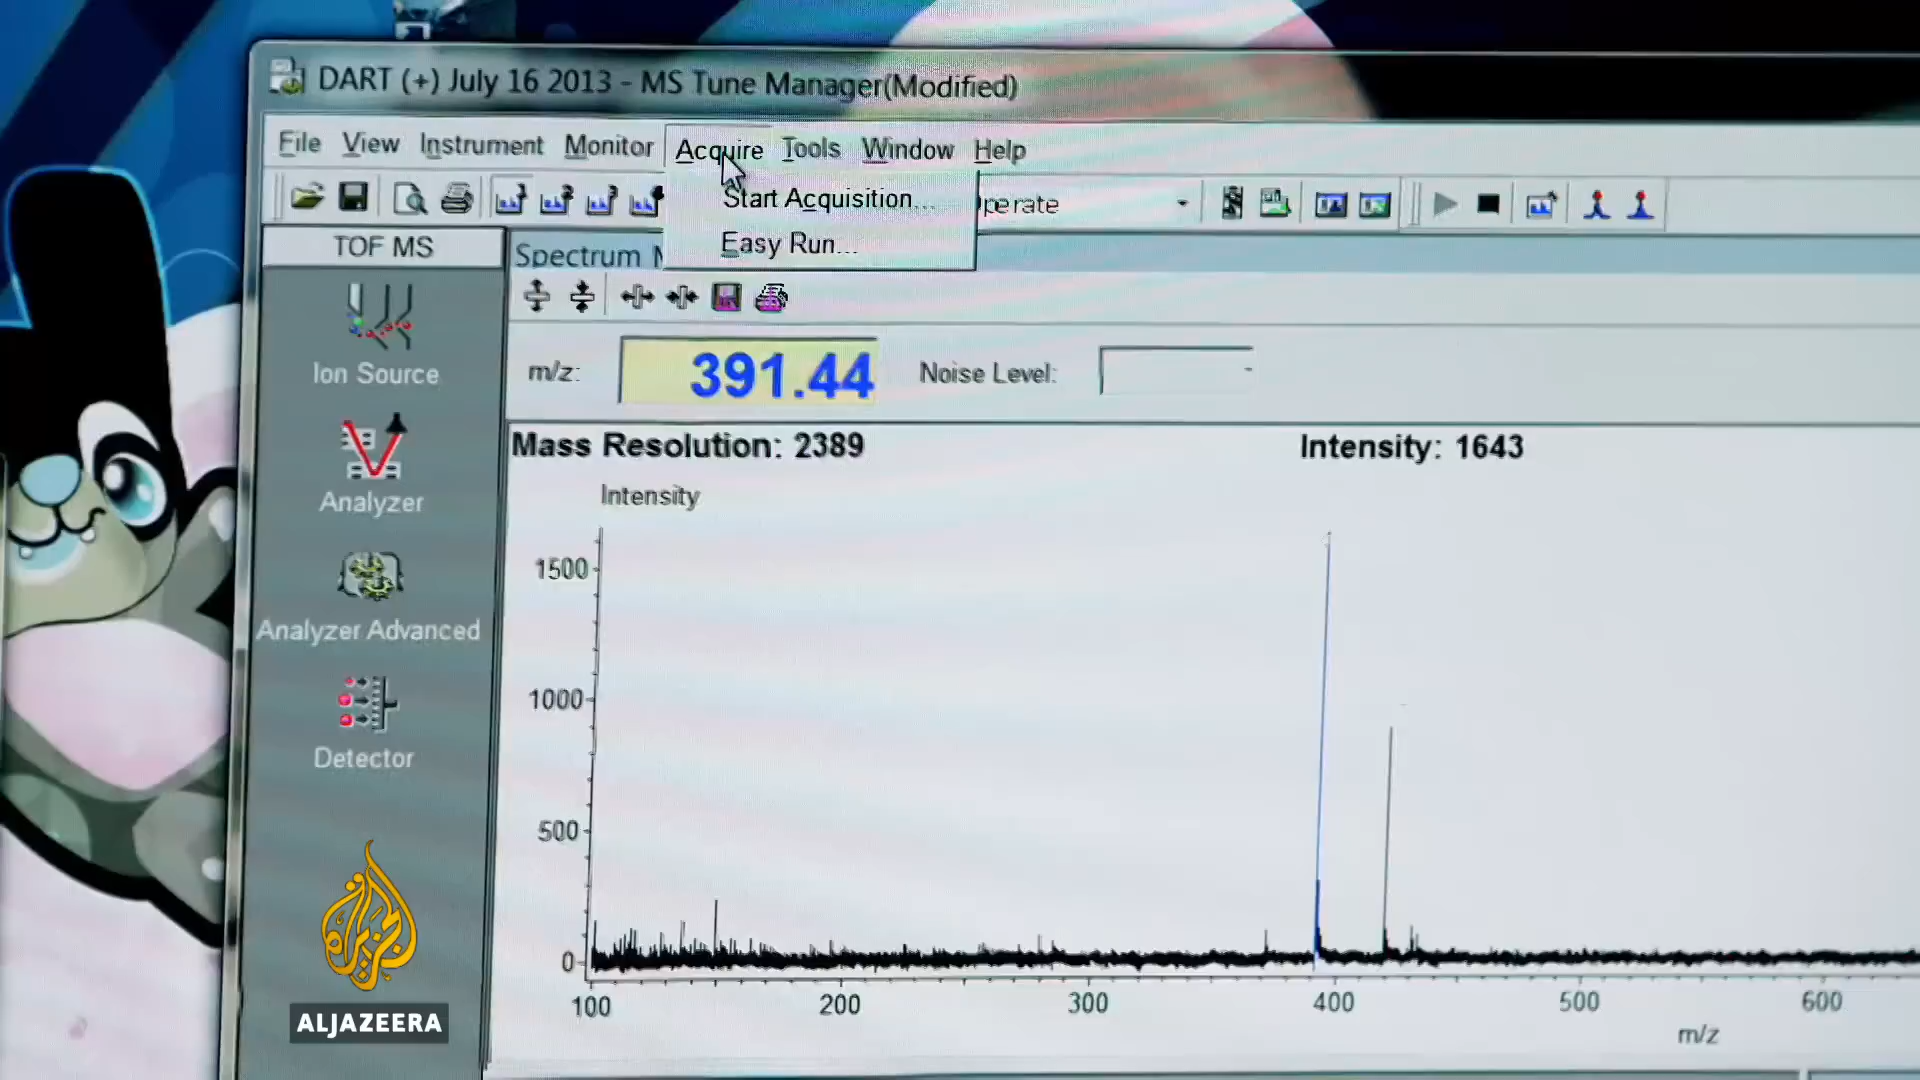 DART (+) July 16 2013 - MS Tune Manager(Modified)
File View Instrument Monitor Acquire Tools Window Help
Start Acquisition...
Easy Run...
TOF MS
Spectrum
Ion Source
Analyzer
Analyzer Advanced
Detector
m/z: 391.44 Noise Level:
Mass Resolution: 2389 Intensity: 1643
Intensity
1500
1000
500
0
100 200 300 400 500 600
m/z
الجزيرة
ALJAZEERA